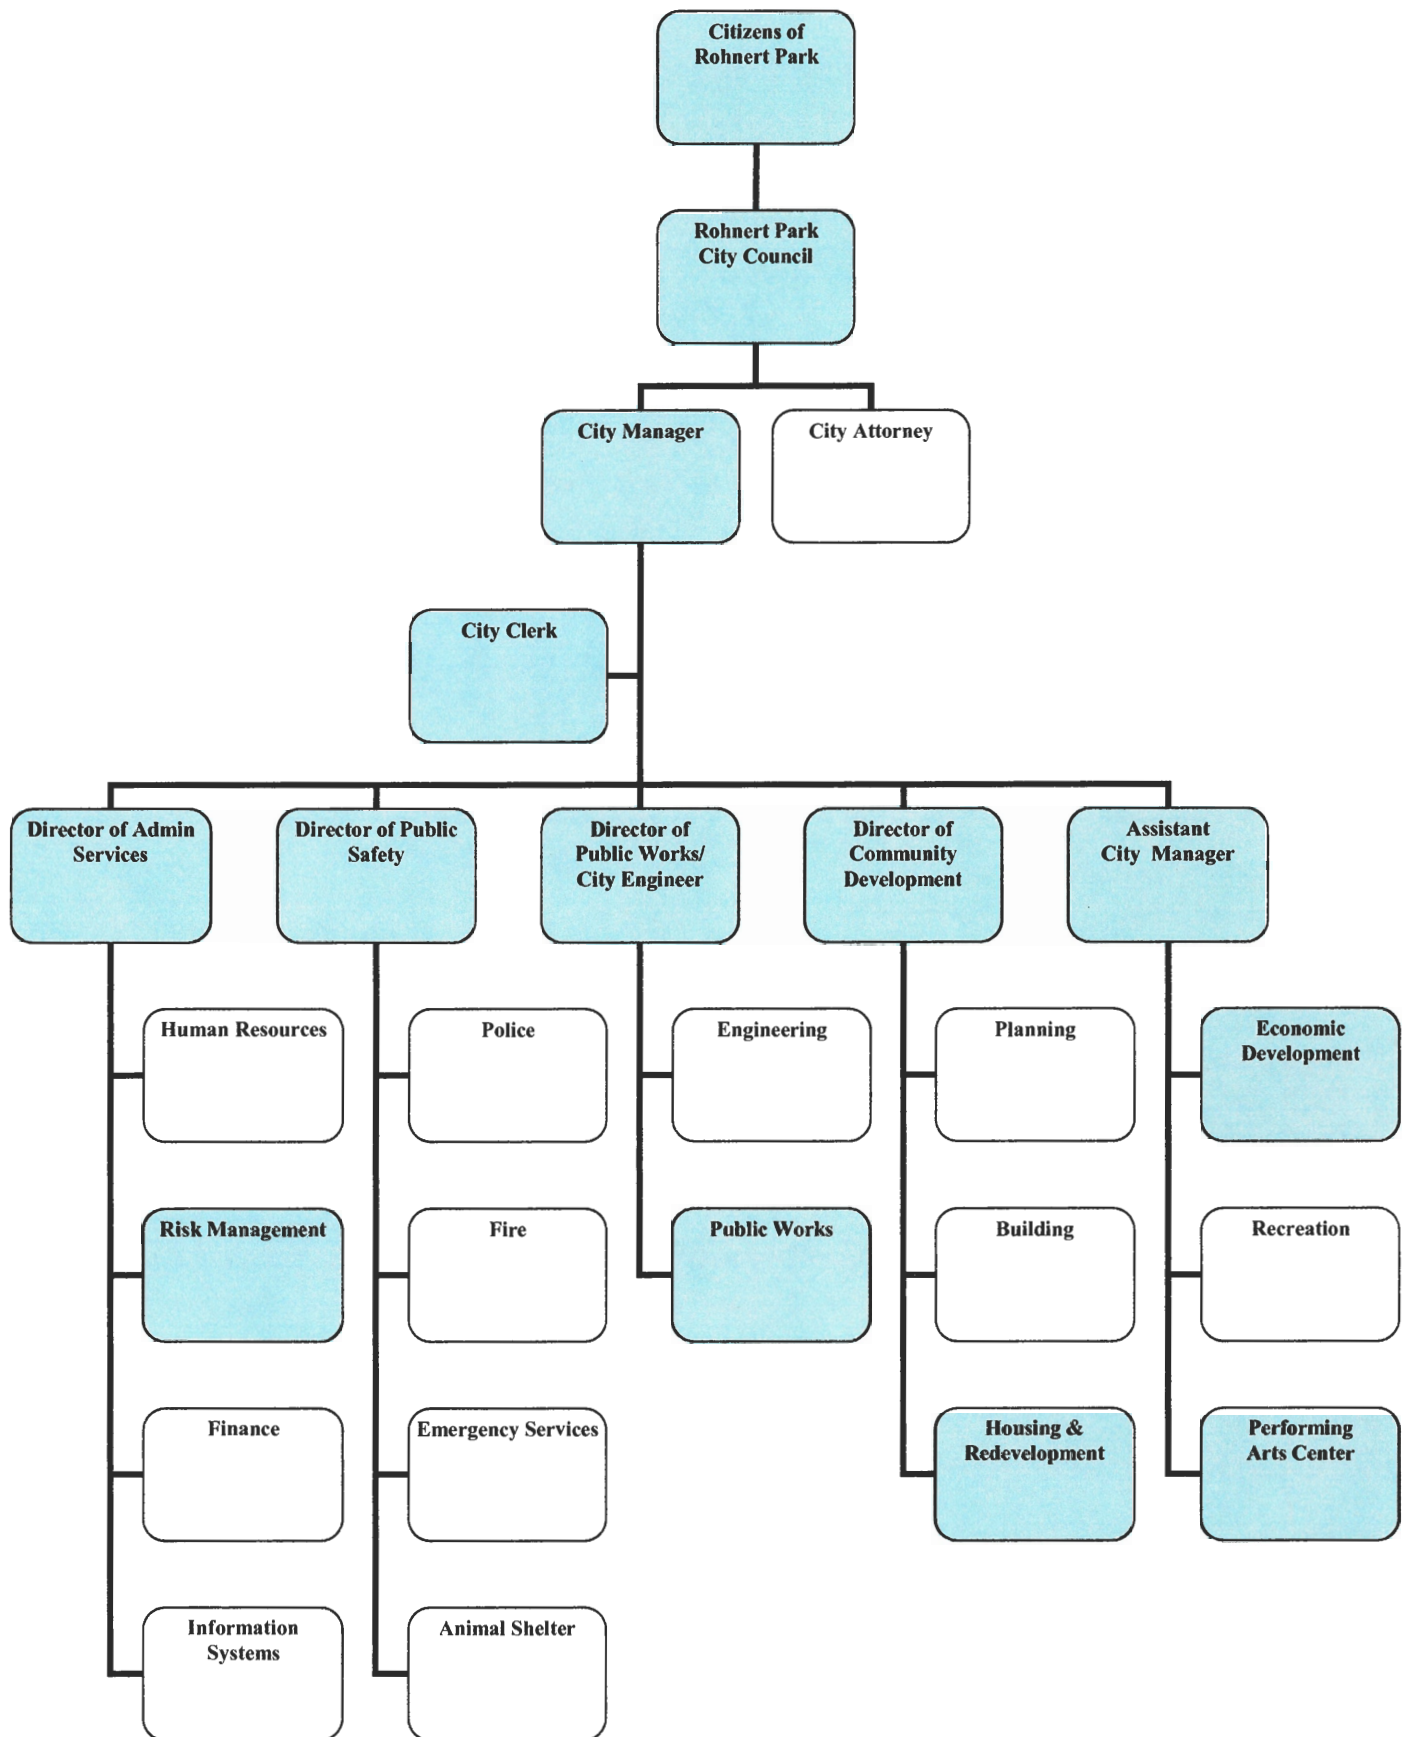 Citizens of
Rohnert Park
Rohnert Park
City Council
City Manager
City Attorney
City Clerk
Director of Admin
Services
Director of Public
Safety
Director of
Public Works/
City Engineer
Director of
Community
Development
Assistant
City Manager
Human Resources
Police
Engineering
Planning
Economic
Development
Risk Management
Fire
Public Works
Building
Recreation
Finance
Emergency Services
Housing &
Redevelopment
Performing
Arts Center
Information
Systems
Animal Shelter